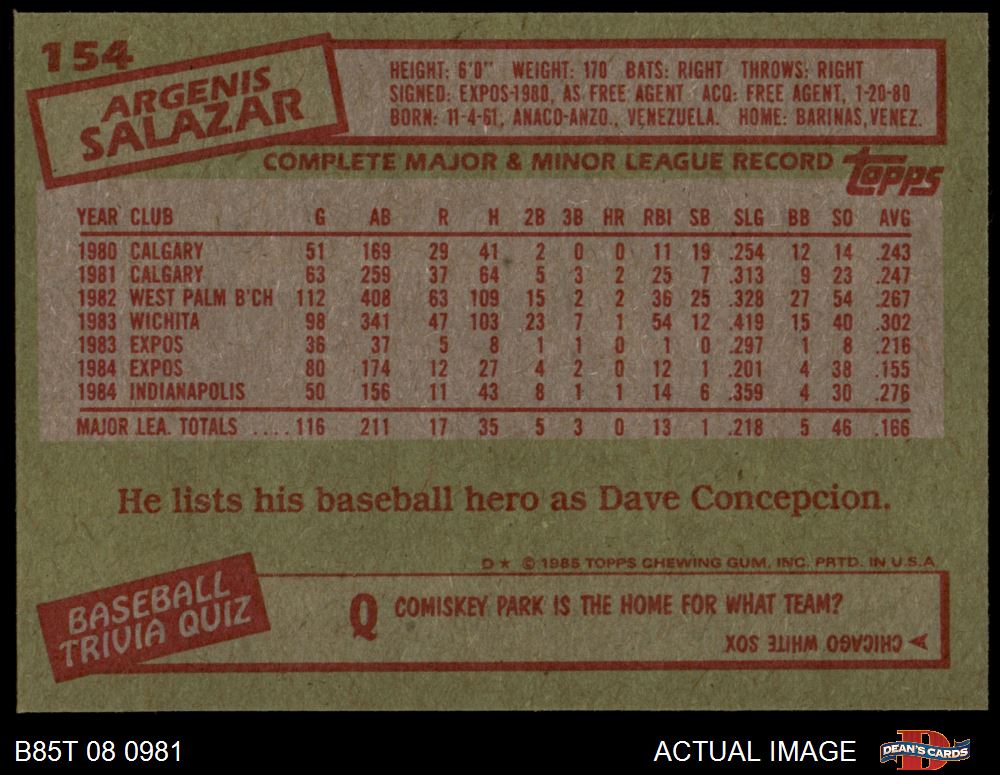 154
ARGENIS
SALAZAR
HEIGHT: 6'0" WEIGHT: 170 BATS: RIGHT THROWS: RIGHT
SIGNED: EXPOS-1980, AS FREE AGENT ACQ: FREE AGENT, 1-20-80
BORN: 11-4-61, ANACO-ANZO., VENEZUELA. HOME: BARINAS, VENEZ.
COMPLETE MAJOR & MINOR LEAGUE RECORD
topps
YEAR CLUB G AB R H 2B 3B HR RBI SB SLG BB SO AVG
1980 CALGARY 51 169 29 41 2 0 0 11 19 .254 12 14 .243
1981 CALGARY 63 259 37 64 5 3 2 25 7 .313 9 23 .247
1982 WEST PALM B'CH 112 408 63 109 15 2 2 36 25 .328 27 54 .267
1983 WICHITA 98 341 47 103 23 7 1 54 12 .419 15 40 .302
1983 EXPOS 36 37 5 8 1 1 0 1 0 .297 1 8 .216
1984 EXPOS 80 174 12 27 4 2 0 12 1 .201 4 38 .155
1984 INDIANAPOLIS 50 156 11 43 8 1 1 14 6 .359 4 30 .276
MAJOR LEA. TOTALS ....116 211 17 35 5 3 0 13 1 .218 5 46 .166
He lists his baseball hero as Dave Concepcion.
D★ © 1985 TOPPS CHEWING GUM, INC. PRTD. IN U.S.A.
BASEBALL
TRIVIA QUIZ
Q COMISKEY PARK IS THE HOME FOR WHAT TEAM?
CHICAGO WHITE SOX
B85T 08 0981
ACTUAL IMAGE
D
DEAN'S CARDS